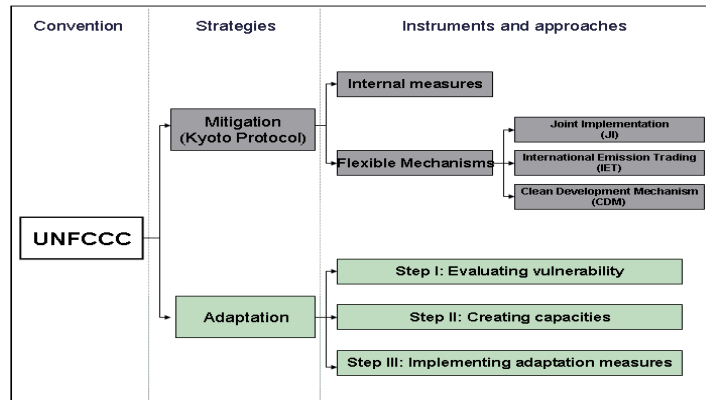 Convention
Strategies
Instruments and approaches
Internal measures
Mitigation
(Kyoto Protocol)
Joint Implementation
(JI)
Flexible Mechanisms
International Emission Trading
(IET)
Clean Development Mechanism
(CDM)
UNFCCC
Step I: Evaluating vulnerability
Adaptation
Step II: Creating capacities
Step III: Implementing adaptation measures